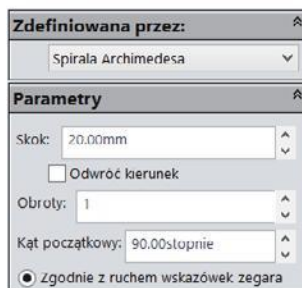 Zdefiniowana przez:
Spirala Archimedesa
Parametry
Skok: 20.00mm
Odwróć kierunek
Obroty: 1
Kąt początkowy: 90.00stopnie
Zgodnie z ruchem wskazówek zegara